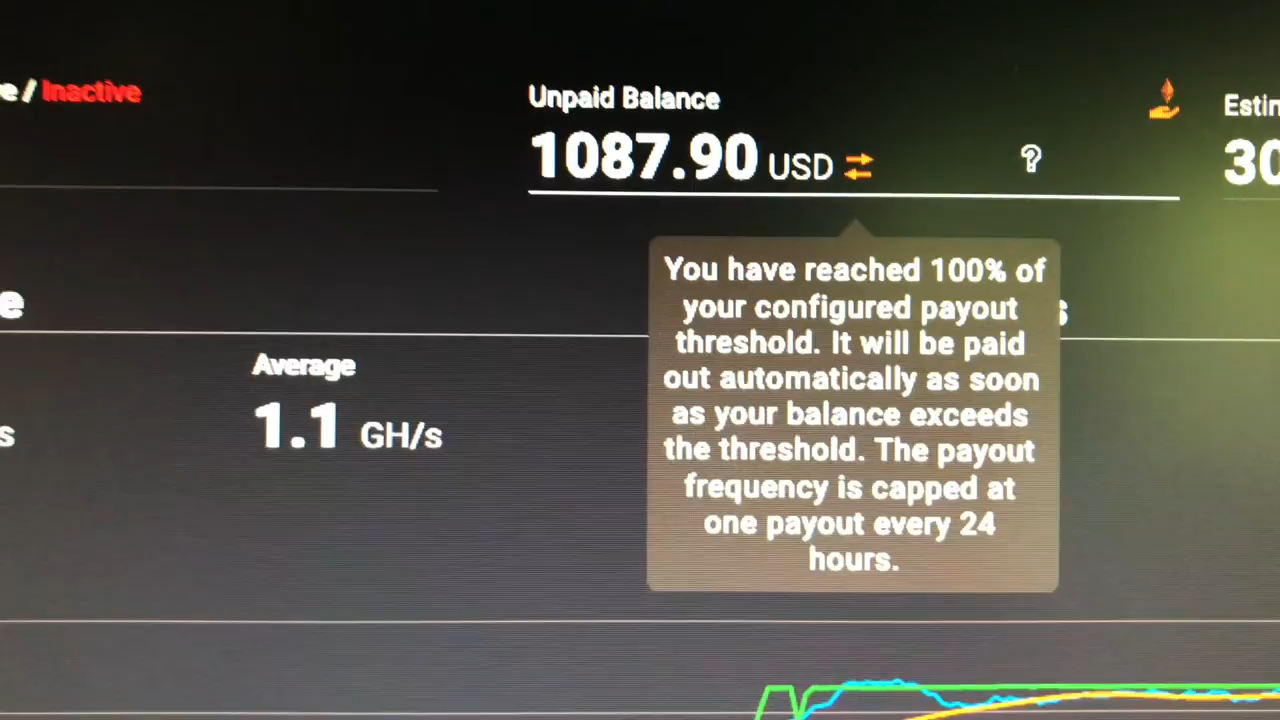 e / Inactive
Unpaid Balance
1087.90 USD
?
Estin
30
e
s
Average
1.1 GH/s
s
You have reached 100% of
your configured payout
threshold. It will be paid
out automatically as soon
as your balance exceeds
the threshold. The payout
frequency is capped at
one payout every 24
hours.